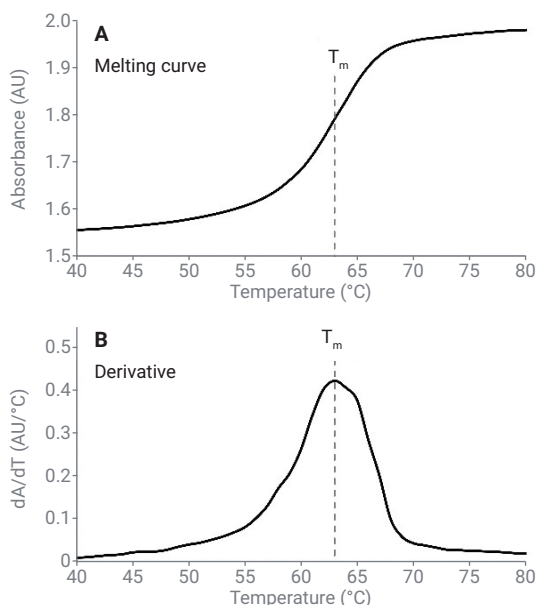 A
Melting curve
Absorbance (AU)
2.0
1.9
1.8
1.7
1.6
1.5
Tm
40 45 50 55 60 65 70 75 80
Temperature (°C)
B
Derivative
dA/dT (AU/°C)
0.5
0.4
0.3
0.2
0.1
0
Tm
40 45 50 55 60 65 70 75 80
Temperature (°C)